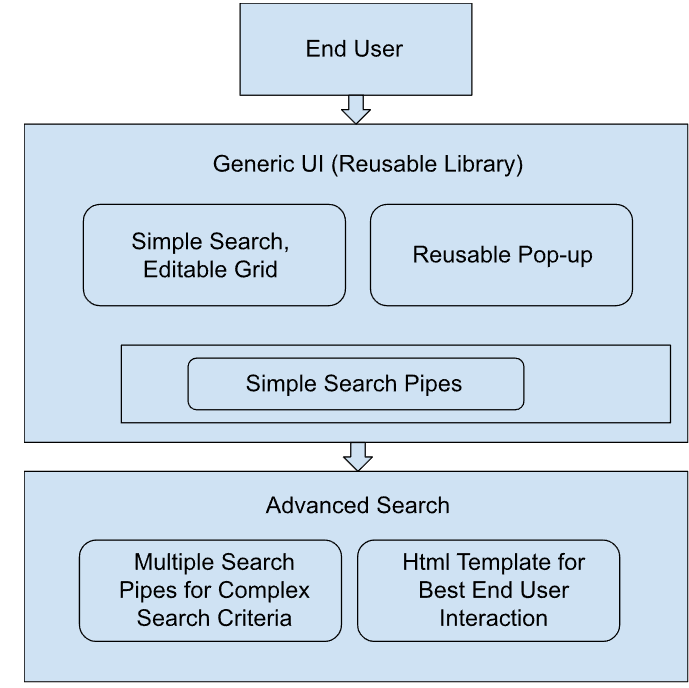 End User
Generic UI (Reusable Library)
Simple Search,
Editable Grid
Reusable Pop-up
Simple Search Pipes
Advanced Search
Multiple Search
Pipes for Complex
Search Criteria
Html Template for
Best End User
Interaction